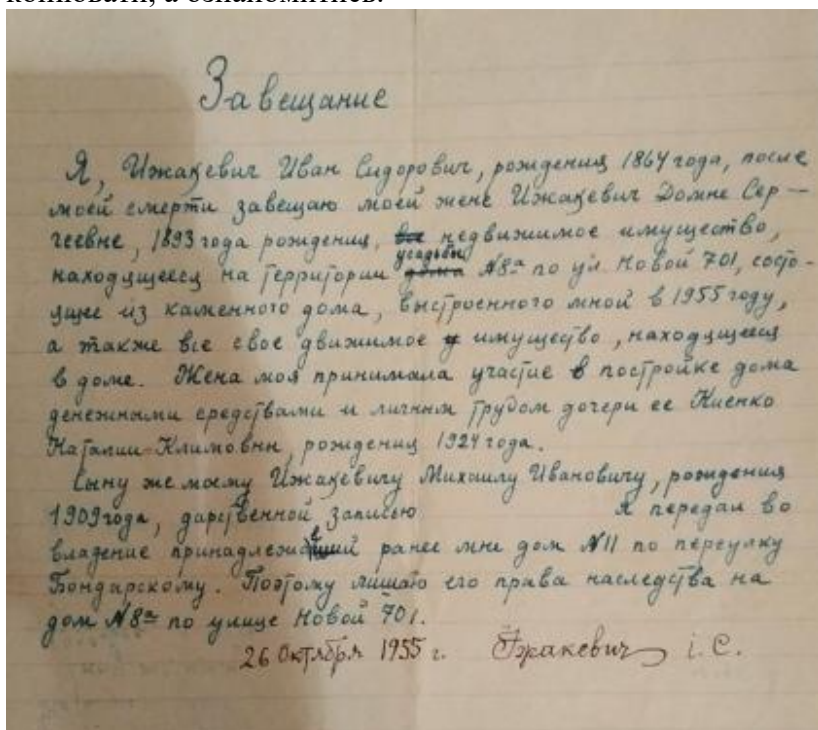 копіювати, а ознайомитись.
Завещание
Я, Ижакевич Иван Сидорович, рождения 1864 года, после
моей смерти завещаю моей жене Ижакевич Домне Сер-
геевне, 1893 года рождения, все недвижимое имущество,
усадьбы
находящееся на территории дома №8а по ул. Новой 701, состо-
ящее из каменного дома, выстроенного мной в 1955 году,
а также все свое движимое и имущество, находящееся
в доме. Жена моя принимала участие в постройке дома
денежными средствами и личным трудом дочери ее Киенко
Наталии Климовны, рождения 1924 года.
Сыну же моему Ижакевичу Михаилу Ивановичу, рождения
1909 года, дарственной записью я передал во
владение ранее мне дом №11 по переулку
Бондарскому. Поэтому лишаю его права наследства на
дом №8а по улице Новой 701.
26 Октября 1955 г. Їжакевич І. С.